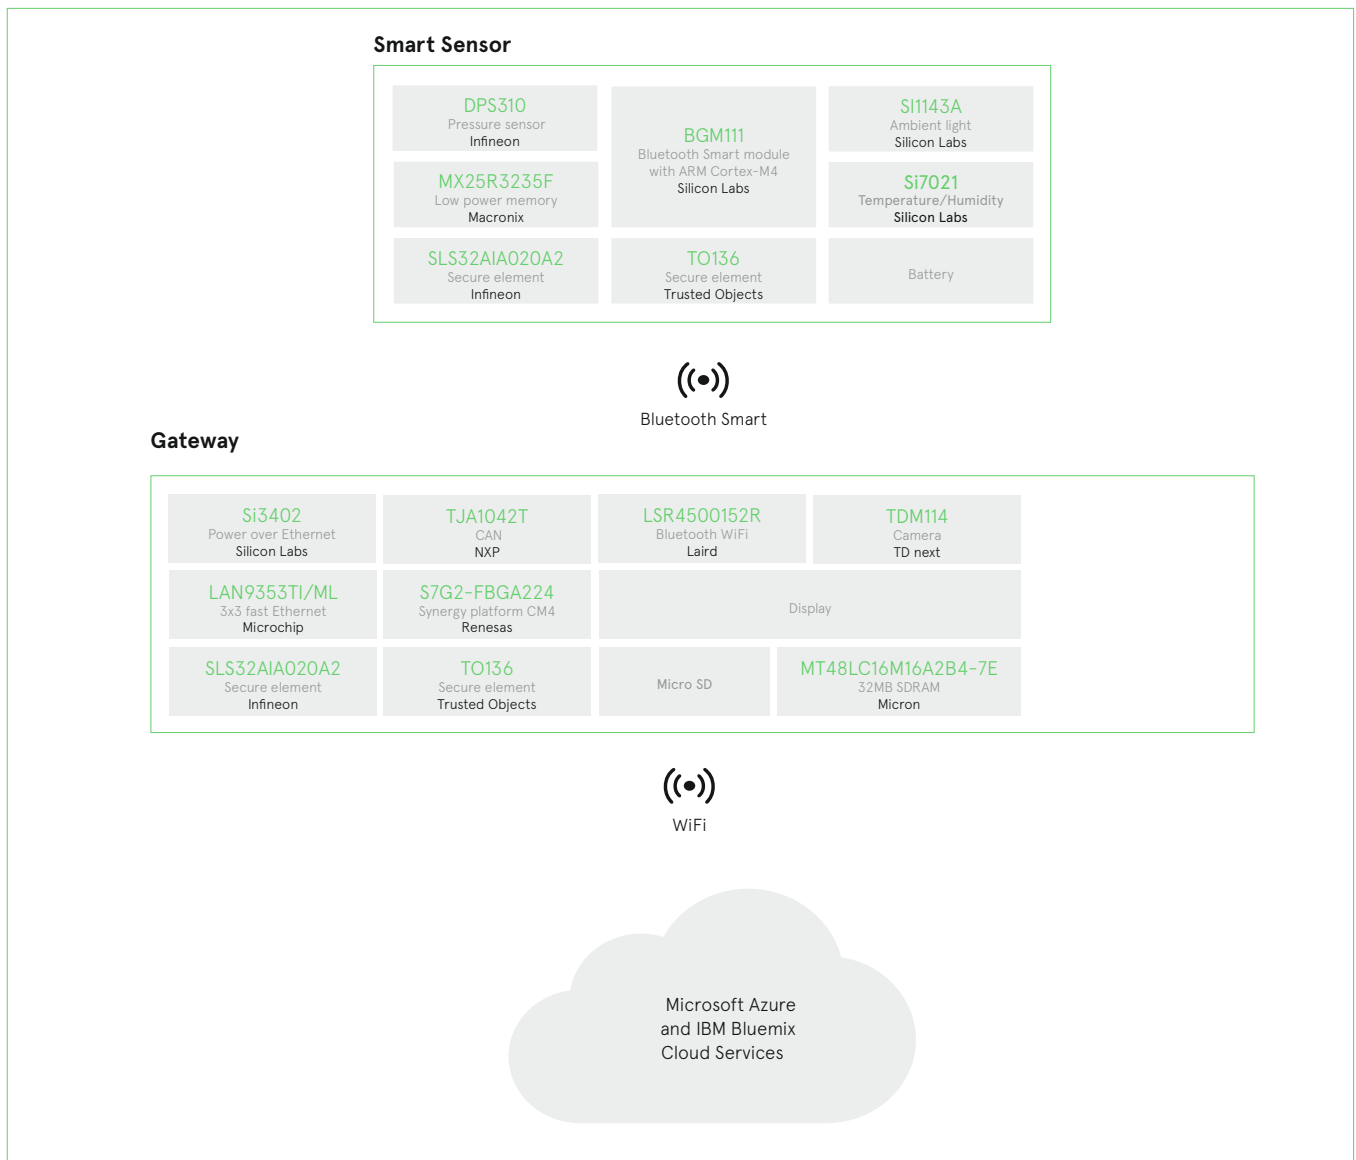 Smart Sensor
DPS310
Pressure sensor
Infineon
BGM111
Bluetooth Smart module
with ARM Cortex-M4
Silicon Labs
SI1143A
Ambient light
Silicon Labs
MX25R3235F
Low power memory
Macronix
Si7021
Temperature/Humidity
Silicon Labs
SLS32AIA020A2
Secure element
Infineon
TO136
Secure element
Trusted Objects
Battery
Bluetooth Smart
Gateway
Si3402
Power over Ethernet
Silicon Labs
TJA1042T
CAN
NXP
LSR4500152R
Bluetooth WiFi
Laird
TDM114
Camera
TD next
LAN9353TI/ML
3x3 fast Ethernet
Microchip
S7G2-FBGA224
Synergy platform CM4
Renesas
Display
SLS32AIA020A2
Secure element
Infineon
TO136
Secure element
Trusted Objects
Micro SD
MT48LC16M16A2B4-7E
32MB SDRAM
Micron
WiFi
Microsoft Azure
and IBM Bluemix
Cloud Services